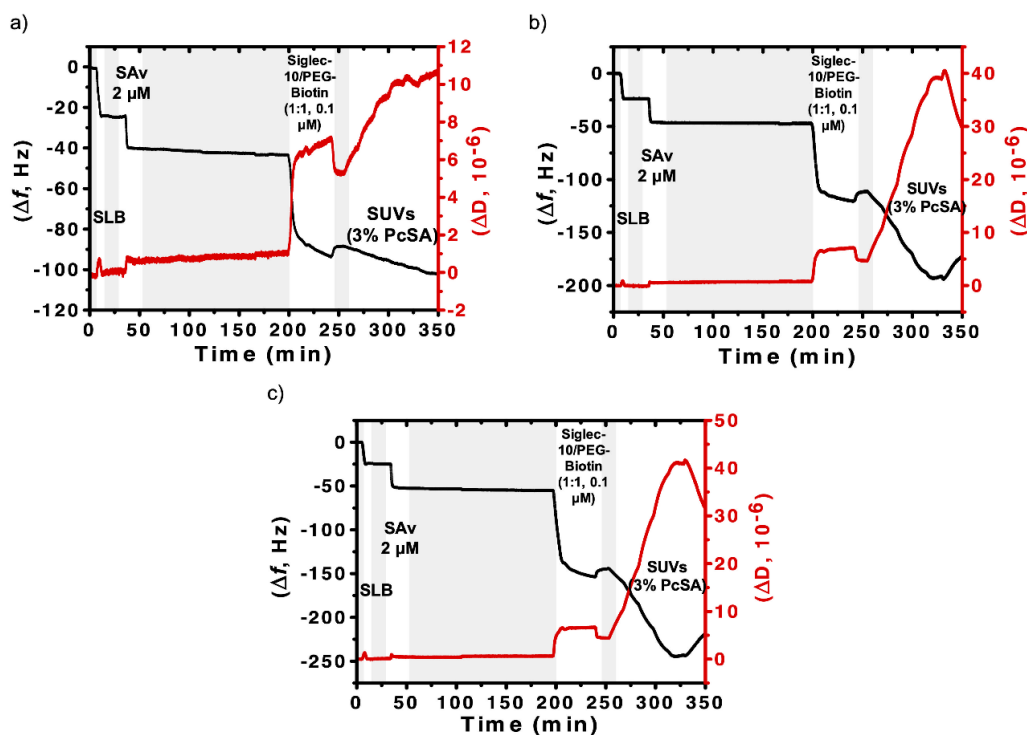 a)
0
-20
-40
-60
-80
-100
-120
(Δf, Hz)
SAv
2 µM
SLB
Siglec-
10/PEG-
Biotin
(1:1, 0.1
µM)
SUVs
(3% PcSA)
12
10
8
6
4
2
0
-2
(ΔD, 10-6)
0 50 100 150 200 250 300 350
Time (min)
b)
0
-50
-100
-150
-200
(Δf, Hz)
SAv
2 µM
SLB
Siglec-
10/PEG-
Biotin
(1:1, 0.1
µM)
SUVs
(3% PcSA)
40
30
20
10
0
(ΔD, 10-6)
0 50 100 150 200 250 300 350
Time (min)
c)
0
-50
-100
-150
-200
-250
(Δf, Hz)
SAv
2 µM
SLB
Siglec-
10/PEG-
Biotin
(1:1, 0.1
µM)
SUVs
(3% PcSA)
50
40
30
20
10
0
(ΔD, 10-6)
0 50 100 150 200 250 300 350
Time (min)